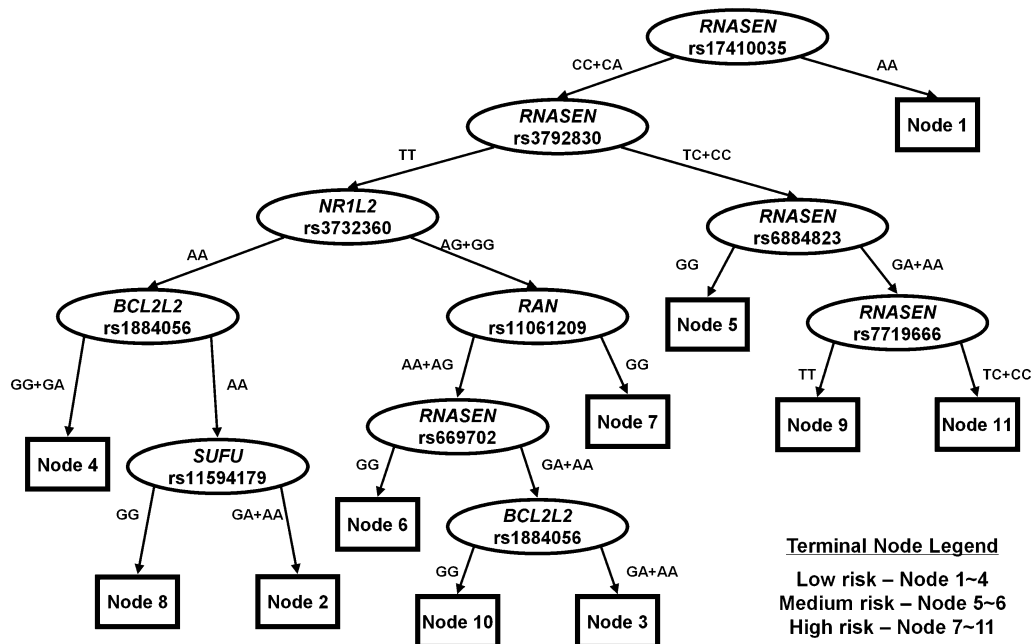 RNASEN
rs17410035
CC+CA
AA
RNASEN
rs3792830
Node 1
TT
TC+CC
NR1L2
rs3732360
RNASEN
rs6884823
AA
AG+GG
GG
GA+AA
BCL2L2
rs1884056
RAN
rs11061209
Node 5
RNASEN
rs7719666
GG+GA
AA
AA+AG
GG
TT
TC+CC
RNASEN
rs669702
Node 7
Node 9
Node 11
Node 4
SUFU
rs11594179
GG
GA+AA
GG
GA+AA
Node 6
BCL2L2
rs1884056
GG
GA+AA
Node 8
Node 2
Node 10
Node 3
Terminal Node Legend
Low risk – Node 1~4
Medium risk – Node 5~6
High risk – Node 7~11